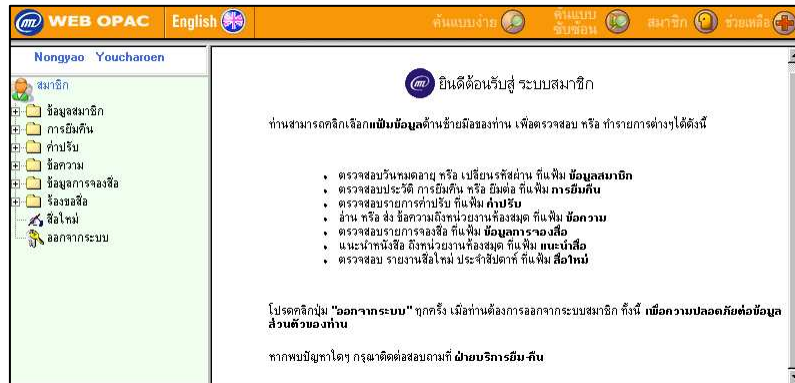 WEB OPAC English ค้นแบบง่าย ค้นแบบซับซ้อน สมาชิก ช่วยเหลือ
Nongyao Youcharoen
สมาชิก
ข้อมูลสมาชิก
การยืมคืน
ค่าปรับ
ข้อความ
ข้อมูลการจองสื่อ
ร้องขอสื่อ
สื่อใหม่
ออกจากระบบ
ยินดีต้อนรับสู่ ระบบสมาชิก
ท่านสามารถคลิกเลือกแฟ้มข้อมูลด้านซ้ายมือของท่าน เพื่อตรวจสอบ หรือ ทำรายการต่างๆได้ดังนี้
• ตรวจสอบวันหมดอายุ หรือ เปลี่ยนรหัสผ่าน ที่แฟ้ม ข้อมูลสมาชิก
• ตรวจสอบประวัติ การยืมคืน หรือ ยืมต่อ ที่แฟ้ม การยืมคืน
• ตรวจสอบรายการค่าปรับ ที่แฟ้ม ค่าปรับ
• อ่าน หรือ ส่ง ข้อความถึงหน่วยงานห้องสมุด ที่แฟ้ม ข้อความ
• ตรวจสอบรายการจองสื่อ ที่แฟ้ม ข้อมูลการจองสื่อ
• แนะนำหนังสือ ถึงหน่วยงานห้องสมุด ที่แฟ้ม แนะนำสื่อ
• ตรวจสอบ รายงานสื่อใหม่ ประจำสัปดาห์ ที่แฟ้ม สื่อใหม่
โปรดคลิกปุ่ม "ออกจากระบบ" ทุกครั้ง เมื่อท่านต้องการออกจากระบบสมาชิก ทั้งนี้ เพื่อความปลอดภัยต่อข้อมูล
ส่วนตัวของท่าน
หากพบปัญหาใดๆ กรุณาติดต่อสอบถามที่ ฝ่ายบริการยืม-คืน